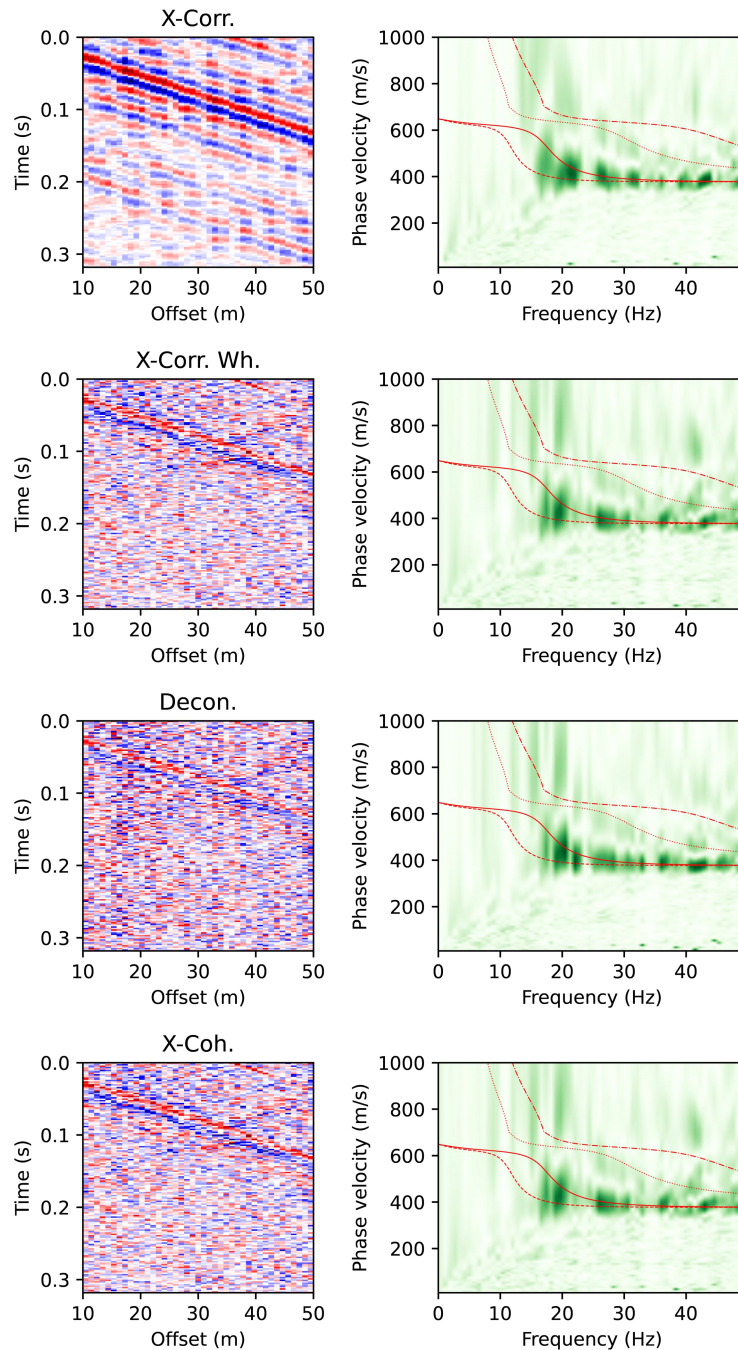 X-Corr.
0.0
0.1
0.2
0.3
Time (s)
10 20 30 40 50
Offset (m)
1000
800
600
400
200
Phase velocity (m/s)
0 10 20 30 40
Frequency (Hz)
X-Corr. Wh.
0.0
0.1
0.2
0.3
Time (s)
10 20 30 40 50
Offset (m)
1000
800
600
400
200
Phase velocity (m/s)
0 10 20 30 40
Frequency (Hz)
Decon.
0.0
0.1
0.2
0.3
Time (s)
10 20 30 40 50
Offset (m)
1000
800
600
400
200
Phase velocity (m/s)
0 10 20 30 40
Frequency (Hz)
X-Coh.
0.0
0.1
0.2
0.3
Time (s)
10 20 30 40 50
Offset (m)
1000
800
600
400
200
Phase velocity (m/s)
0 10 20 30 40
Frequency (Hz)